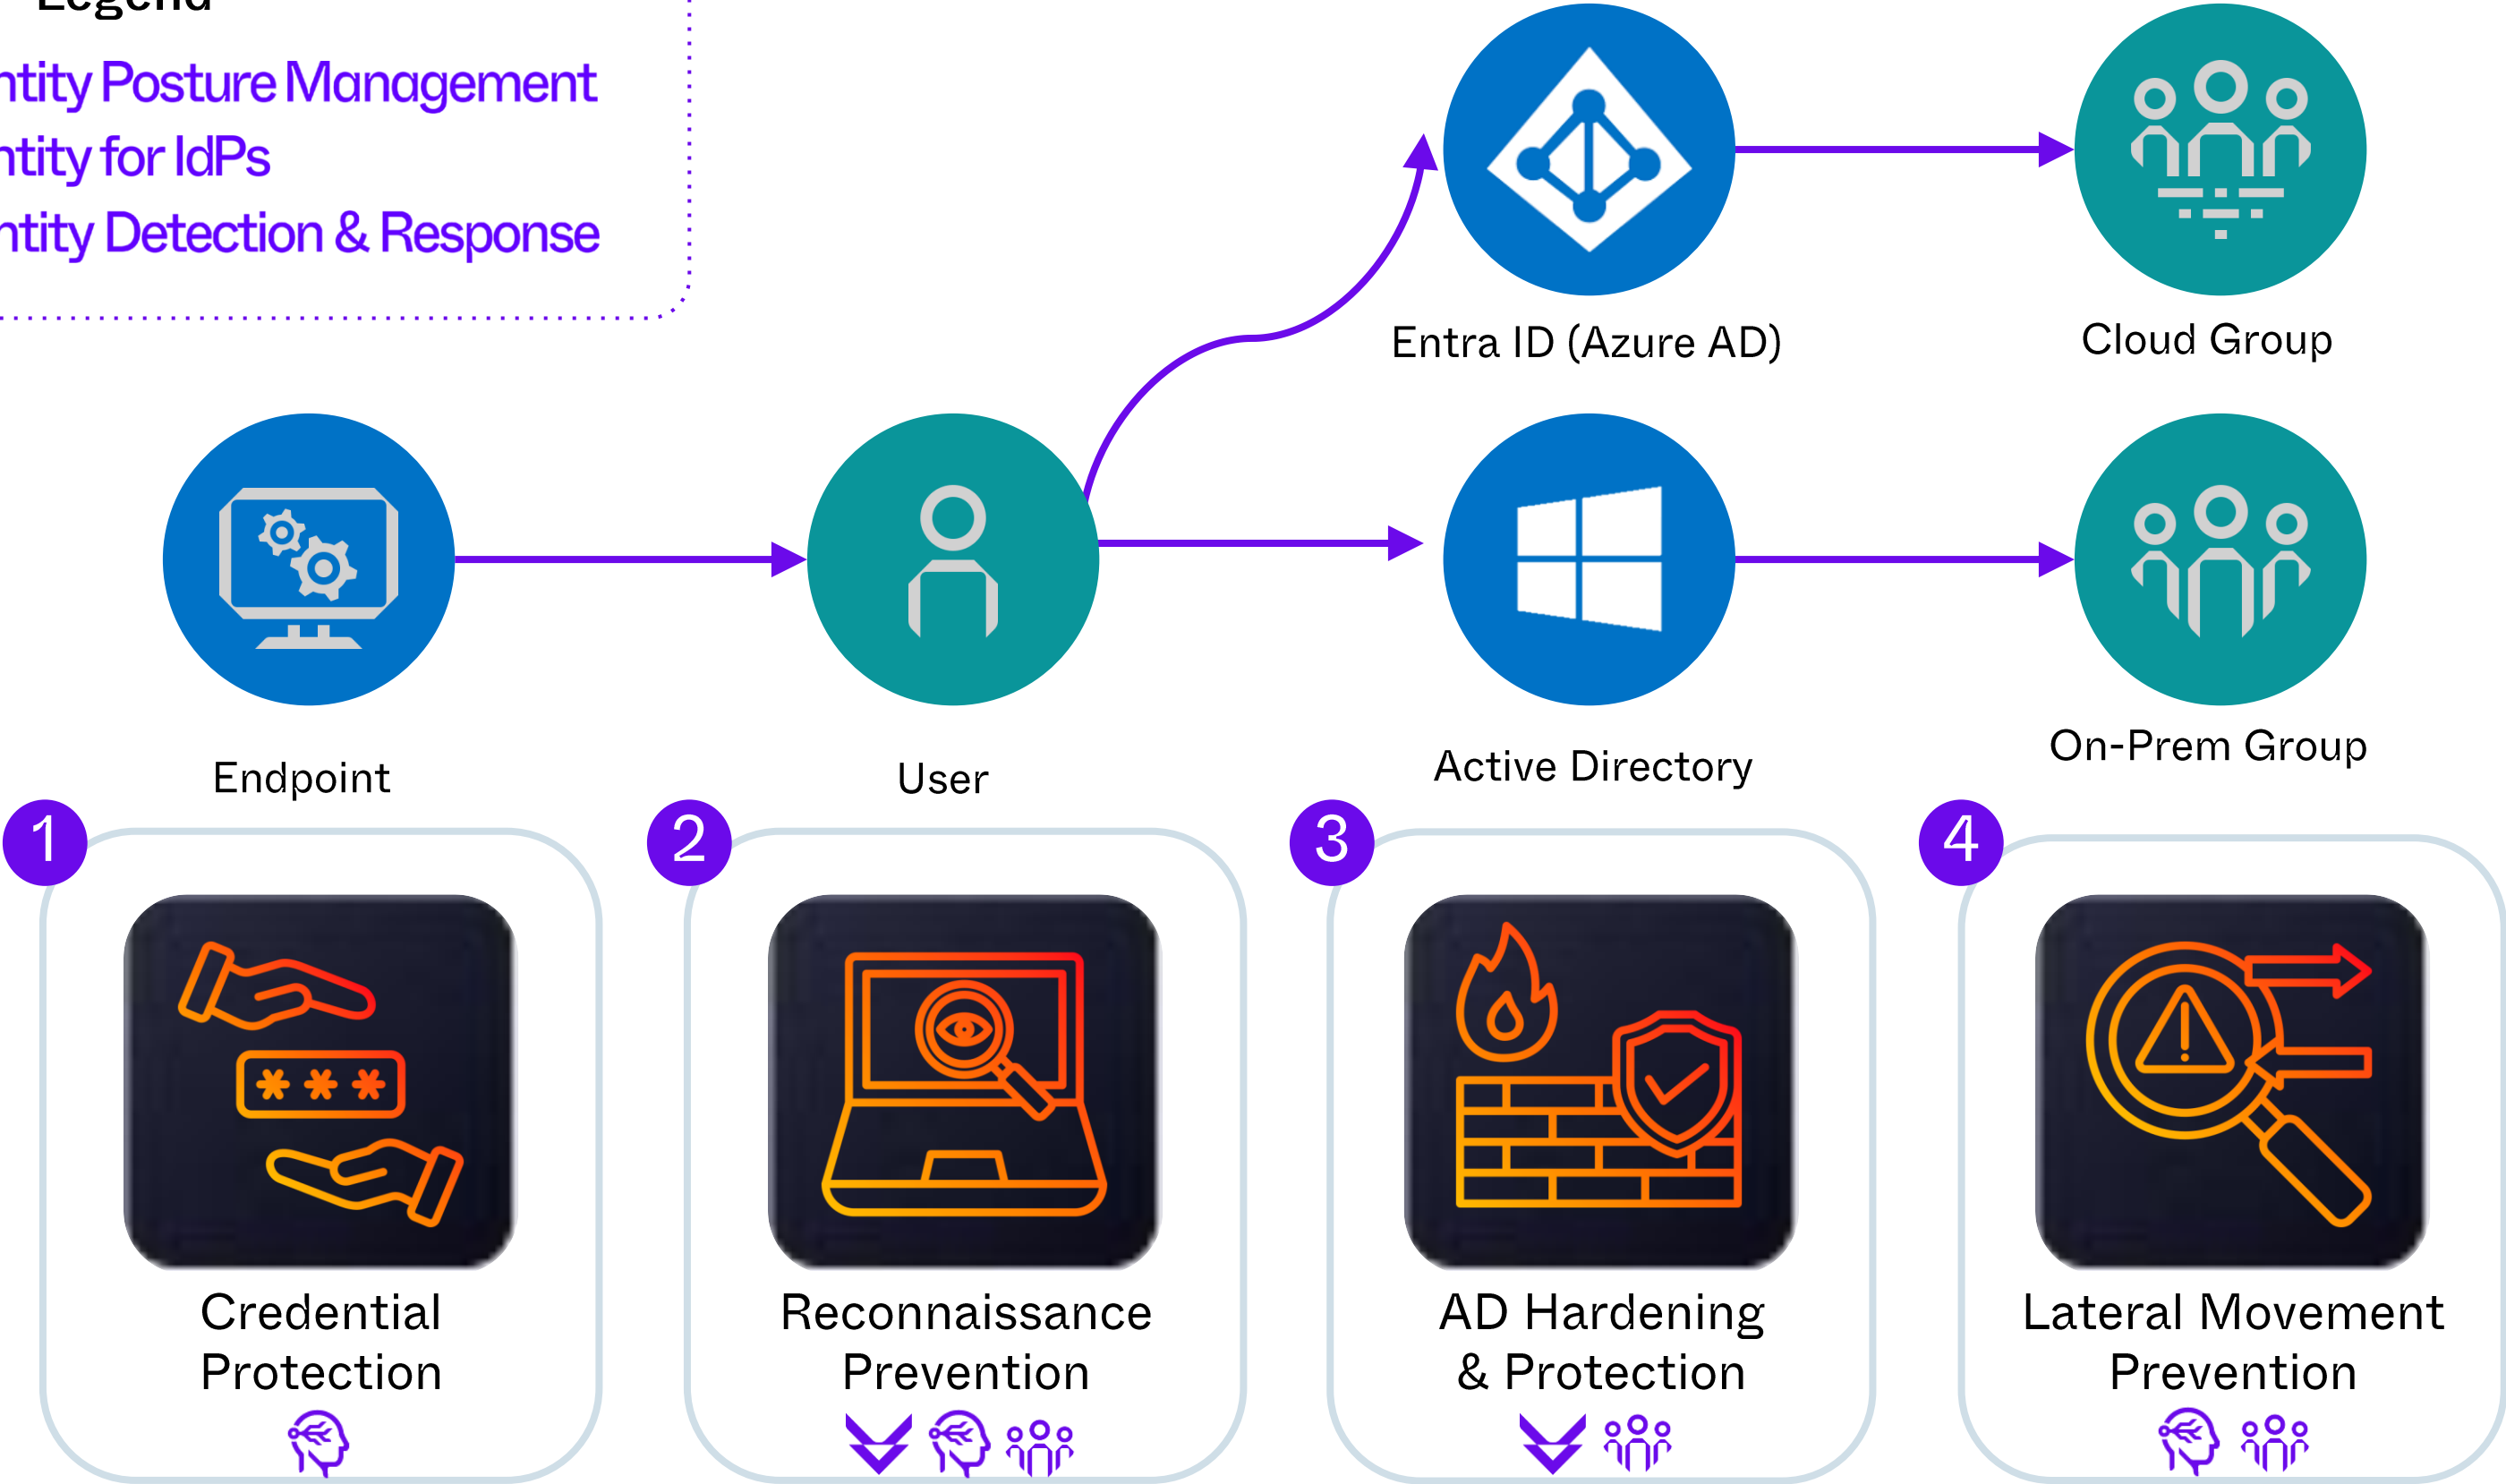 Legend
ntity Posture Management
ntity for IdPs
ntity Detection & Response
Entra ID (Azure AD)
Cloud Group
Endpoint
User
Active Directory
On-Prem Group
1
2
3
4
***
Credential
Protection
Reconnaissance
Prevention
AD Hardening
& Protection
Lateral Movement
Prevention